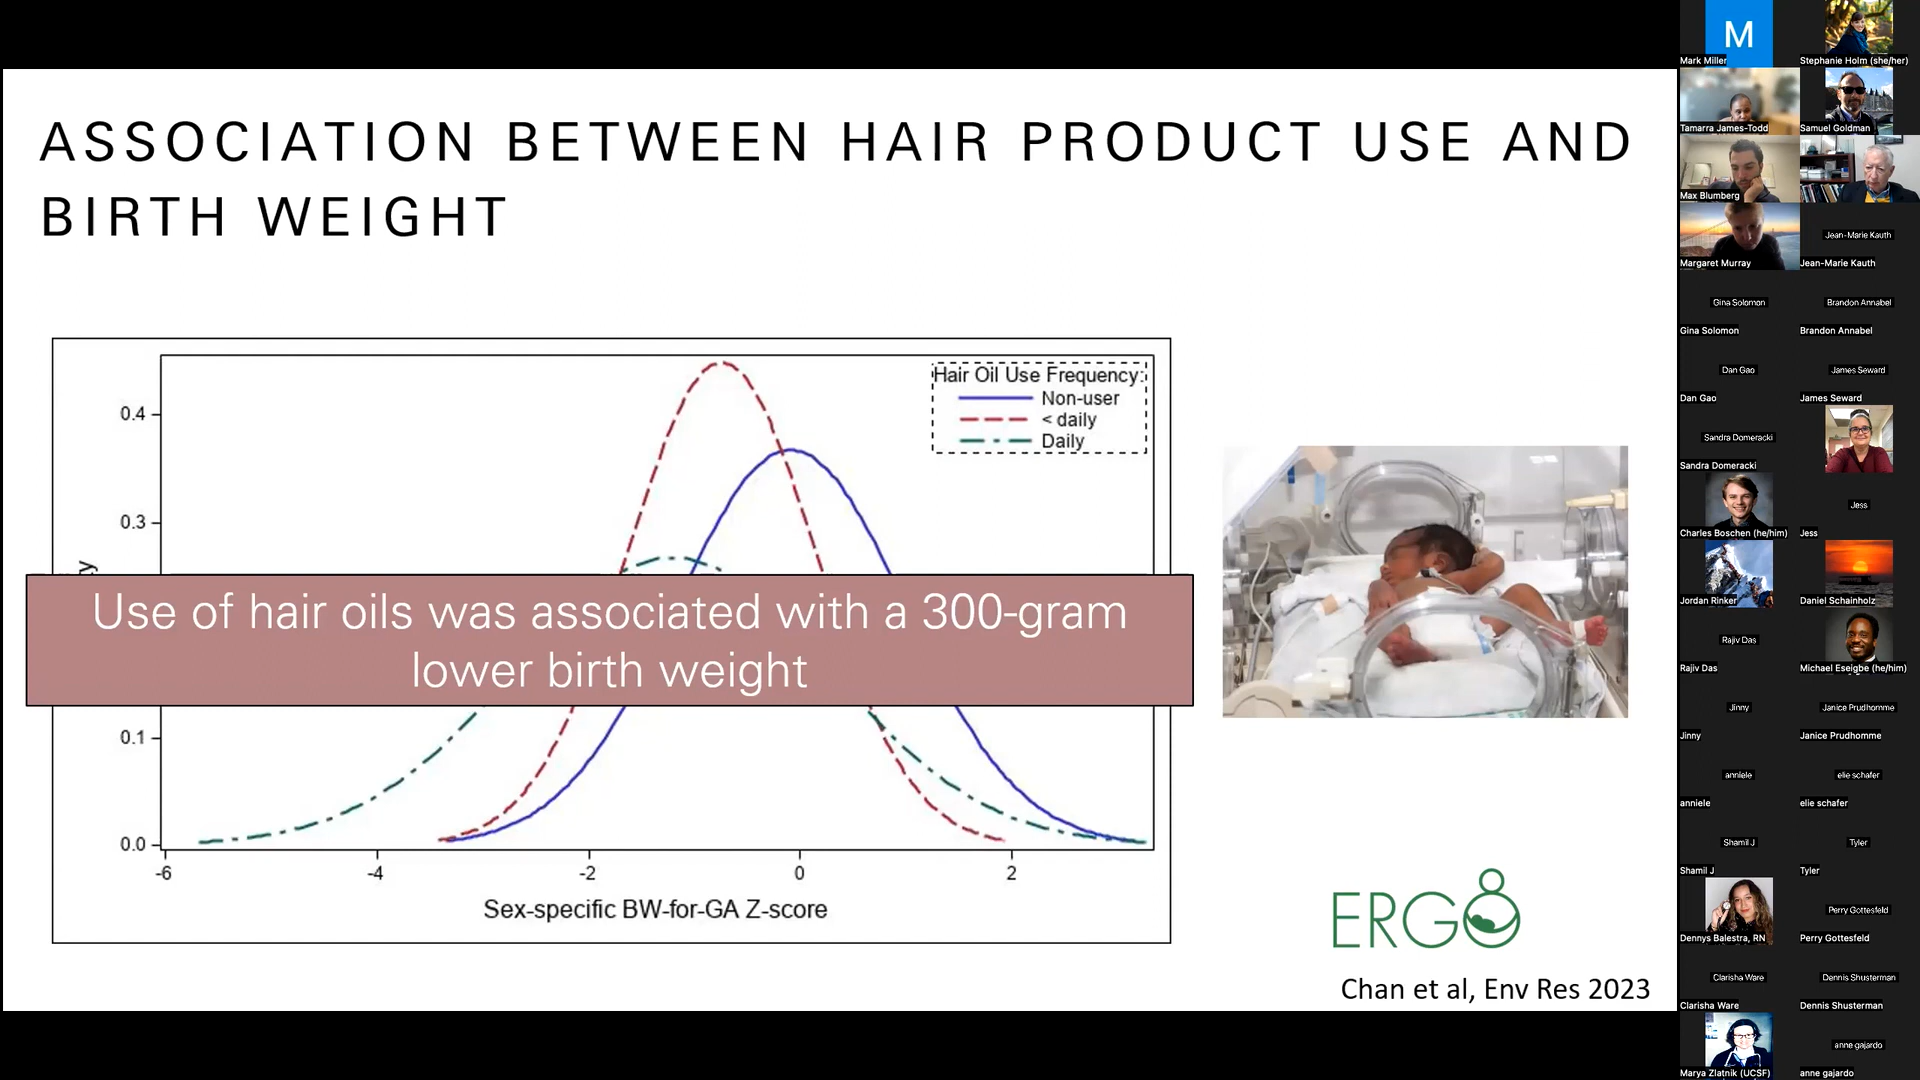 ASSOCIATION BETWEEN HAIR PRODUCT USE AND
BIRTH WEIGHT
Hair Oil Use Frequency:
Non-user
< daily
Daily
0.4
0.3
y
Use of hair oils was associated with a 300-gram
lower birth weight
0.1
0.0
-6
-4
-2
0
2
Sex-specific BW-for-GA Z-score
ERGO
Chan et al, Env Res 2023
M
Mark Miller
Stephanie Holm (she/her)
Tamarra James-Todd
Samuel Goldman
Max Blumberg
Margaret Murray
Jean-Marie Kauth
Jean-Marie Kauth
Gina Solomon
Brandon Annabel
Gina Solomon
Brandon Annabel
Dan Gao
James Seward
Dan Gao
James Seward
Sandra Domeracki
Sandra Domeracki
Jess
Charles Boschen (he/him)
Jess
Jordan Rinker
Daniel Schainholz
Rajiv Das
Rajiv Das
Michael Eseigbe (he/him)
Jinny
Janice Prudhomme
Jinny
Janice Prudhomme
anniele
elie schafer
anniele
elie schafer
Shamil J
Tyler
Shamil J
Tyler
Perry Gottesfeld
Dennys Balestra, RN
Perry Gottesfeld
Clarisha Ware
Dennis Shusterman
Clarisha Ware
Dennis Shusterman
anne gajardo
Marya Zlatnik (UCSF)
anne gajardo